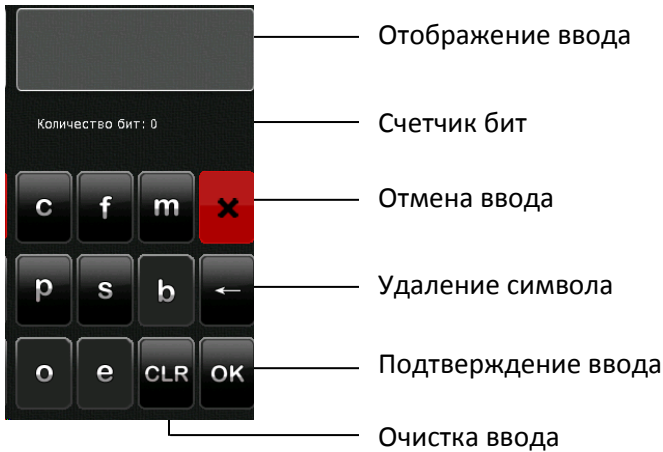 Отображение ввода
Количество бит: 0
Счетчик бит
c f m ×
Отмена ввода
p s b ←
Удаление символа
o e CLR OK
Подтверждение ввода
Очистка ввода